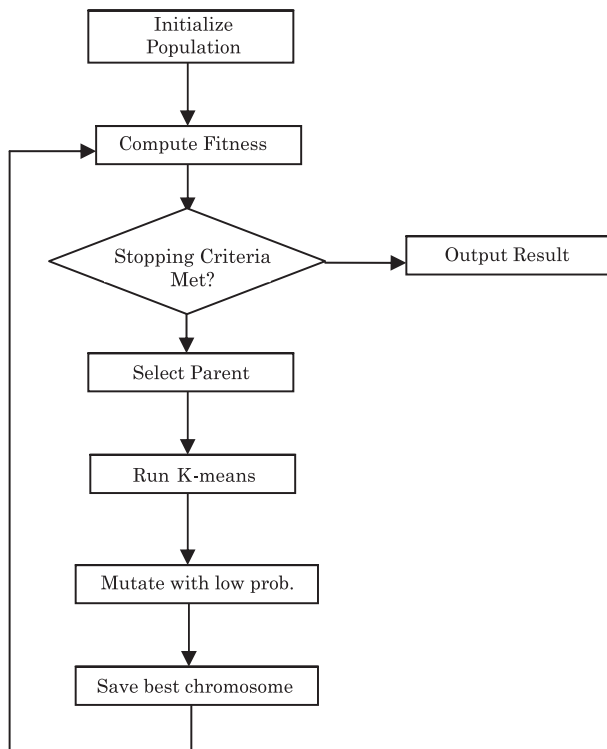 Initialize
Population
Compute Fitness
Stopping Criteria
Met?
Output Result
Select Parent
Run K-means
Mutate with low prob.
Save best chromosome